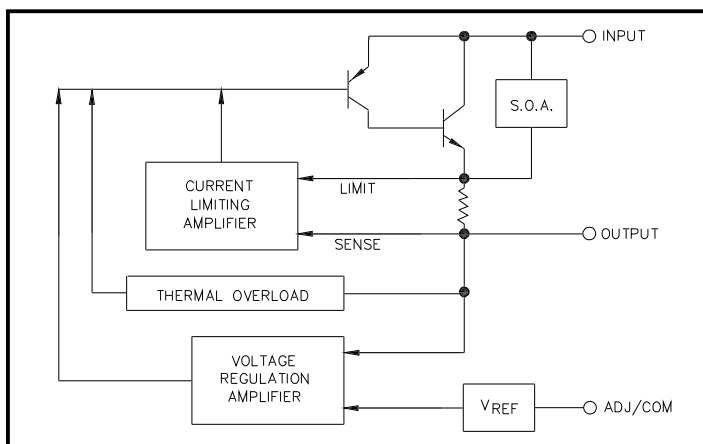 INPUT
S.O.A.
CURRENT
LIMITING
AMPLIFIER
LIMIT
SENSE
OUTPUT
THERMAL OVERLOAD
VOLTAGE
REGULATION
AMPLIFIER
VREF
ADJ/COM